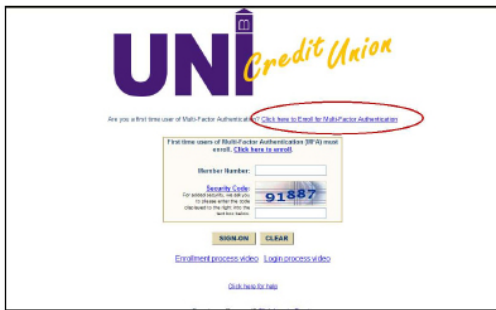 UNI
Credit Union
Are you a first time user of Multi-Factor Authentication? Click here to Enroll for Multi-Factor Authentication
First time users of Multi-Factor Authentication (MFA) must
enroll. Click here to enroll.
Member Number:
Security Code:
For added security, we ask you
to please enter the code
displayed to the right, into the
next box below.
91887
SIGN-ON CLEAR
Enrollment process video Login process video
Click here for help